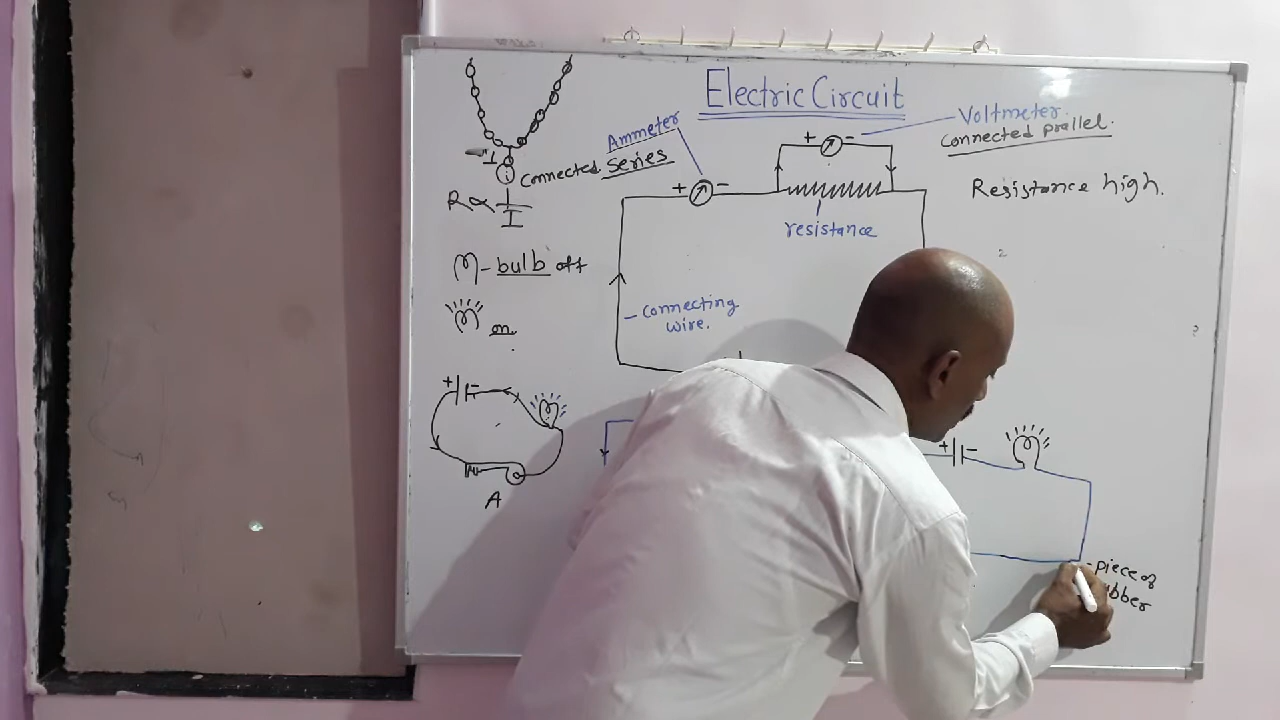 Electric Circuit
Ammeter
Voltmeter
Connected prallel.
Connected series
+ - + -
R ∝ 1/I
Resistance high.
resistance
- bulb off
on.
- Connecting
wire.
+ -
A
+ -
- piece of